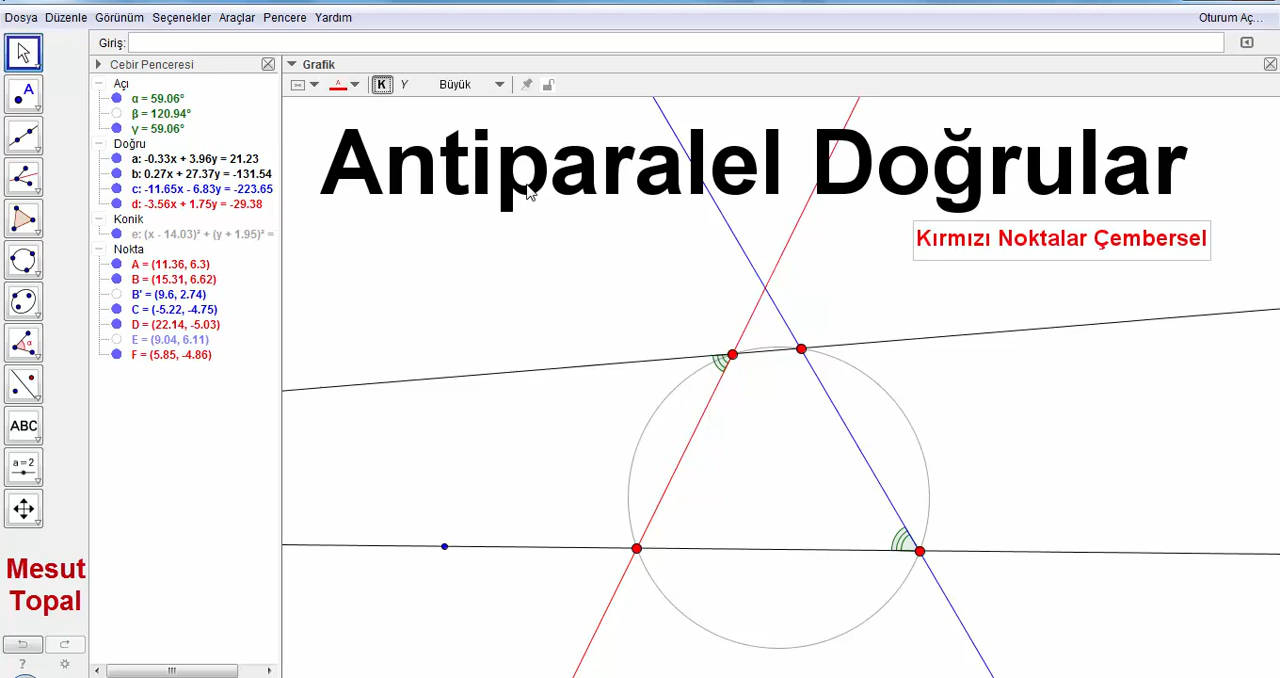 Dosya Düzenle Görünüm Seçenekler Araçlar Pencere Yardım Oturum Aç...
Giriş:
Cebir Penceresi
Grafik
K Y Büyük
Açı
α = 59.06°
β = 120.94°
γ = 59.06°
Doğru
a: -0.33x + 3.96y = 21.23
b: 0.27x + 27.37y = -131.54
c: -11.65x - 6.83y = -223.65
d: -3.56x + 1.75y = -29.38
Konik
e: (x - 14.03)² + (y + 1.95)² =
Nokta
A = (11.36, 6.3)
B = (15.31, 6.62)
B' = (9.6, 2.74)
C = (-5.22, -4.75)
D = (22.14, -5.03)
E = (9.04, 6.11)
F = (5.85, -4.86)
Antiparalel Doğrular
Kırmızı Noktalar Çembersel
A
α
ABC
a=2
Mesut
Topal
?